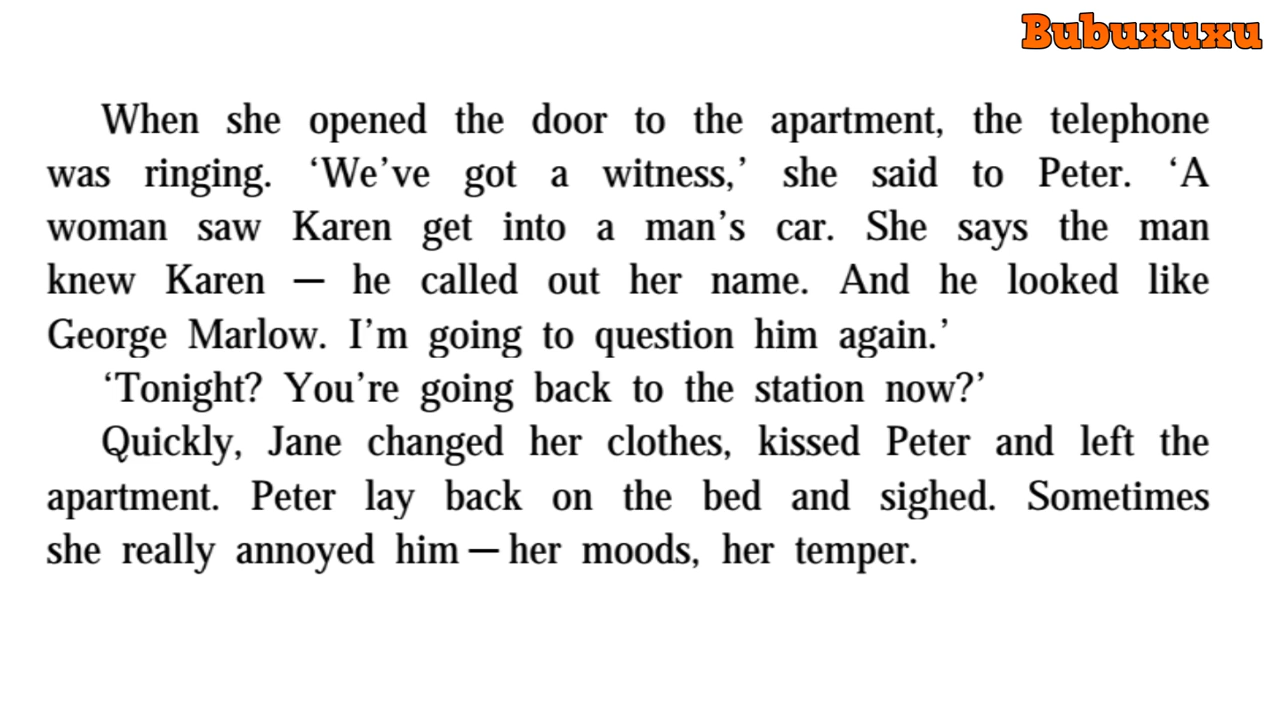 Bubuxuxu
When she opened the door to the apartment, the telephone
was ringing. ‘We’ve got a witness,’ she said to Peter. ‘A
woman saw Karen get into a man’s car. She says the man
knew Karen — he called out her name. And he looked like
George Marlow. I’m going to question him again.’
‘Tonight? You’re going back to the station now?’
Quickly, Jane changed her clothes, kissed Peter and left the
apartment. Peter lay back on the bed and sighed. Sometimes
she really annoyed him — her moods, her temper.